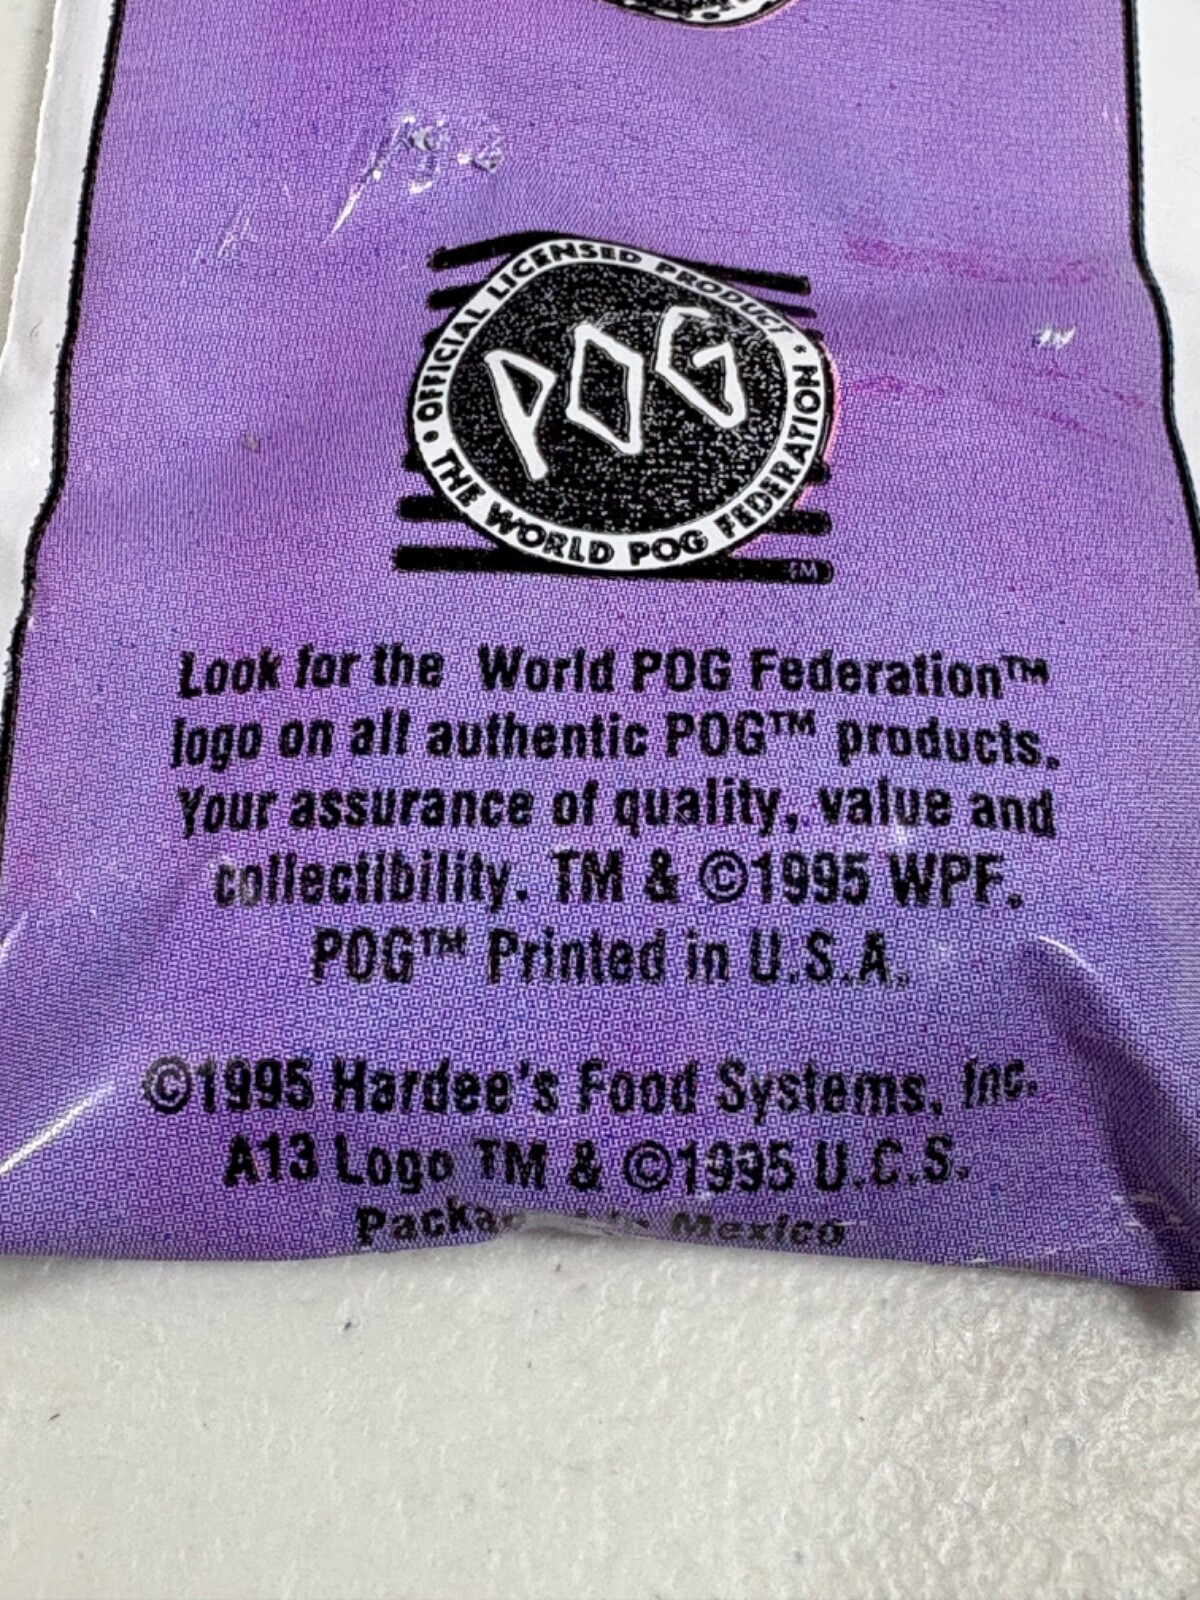 • OFFICIAL LICENSED PRODUCT •
THE WORLD POG FEDERATION
POG
TM
Look for the World POG Federation™
logo on all authentic POG™ products.
Your assurance of quality, value and
collectibility. TM & ©1995 WPF.
POG™ Printed in U.S.A.
©1995 Hardee's Food Systems, Inc.
A13 Logo TM & ©1995 U.C.S.
Mexico